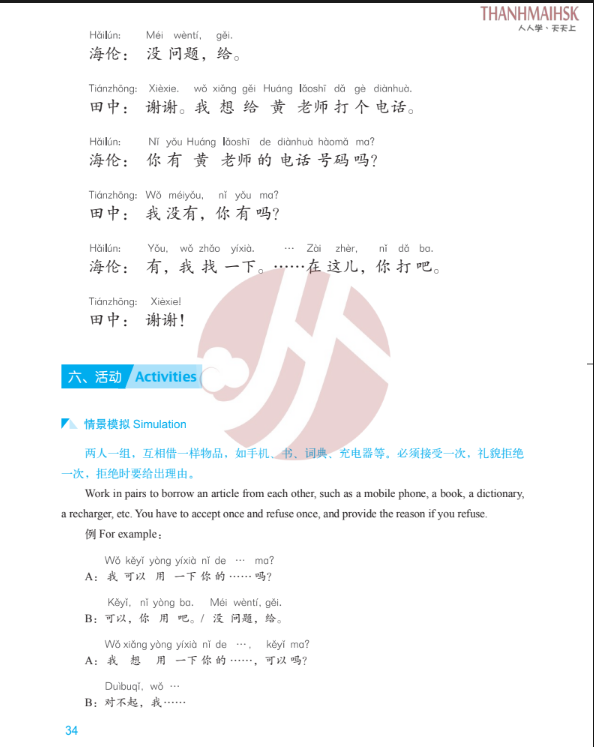 THANHMAIHSK
人人学·天天上
Hǎilún: Méi wèntí, gěi.
海伦：没问题，给。
Tiánzhōng: Xièxie. wǒ xiǎng gěi Huáng lǎoshī dǎ gè diànhuà.
田中：谢谢。我想给黄老师打个电话。
Hǎilún: Nǐ yǒu Huáng lǎoshī de diànhuà hàomǎ ma?
海伦：你有黄老师的电话号码吗？
Tiánzhōng: Wǒ méiyǒu, nǐ yǒu ma?
田中：我没有，你有吗？
Hǎilún: Yǒu, wǒ zhǎo yíxià. … Zài zhèr, nǐ dǎ ba.
海伦：有，我找一下。……在这儿，你打吧。
Tiánzhōng: Xièxie!
田中：谢谢！
六、活动 Activities
情景模拟 Simulation
两人一组，互相借一样物品，如手机、书、词典、充电器等。必须接受一次，礼貌拒绝
一次，拒绝时要给出理由。
Work in pairs to borrow an article from each other, such as a mobile phone, a book, a dictionary,
a recharger, etc. You have to accept once and refuse once, and provide the reason if you refuse.
例 For example：
Wǒ kěyǐ yòng yíxià nǐ de … ma?
A：我可以用一下你的……吗？
Kěyǐ, nǐ yòng ba. Méi wèntí, gěi.
B：可以，你用吧。/ 没问题，给。
Wǒ xiǎng yòng yíxià nǐ de …, kěyǐ ma?
A：我想用一下你的……，可以吗？
Duìbuqǐ, wǒ …
B：对不起，我……
34